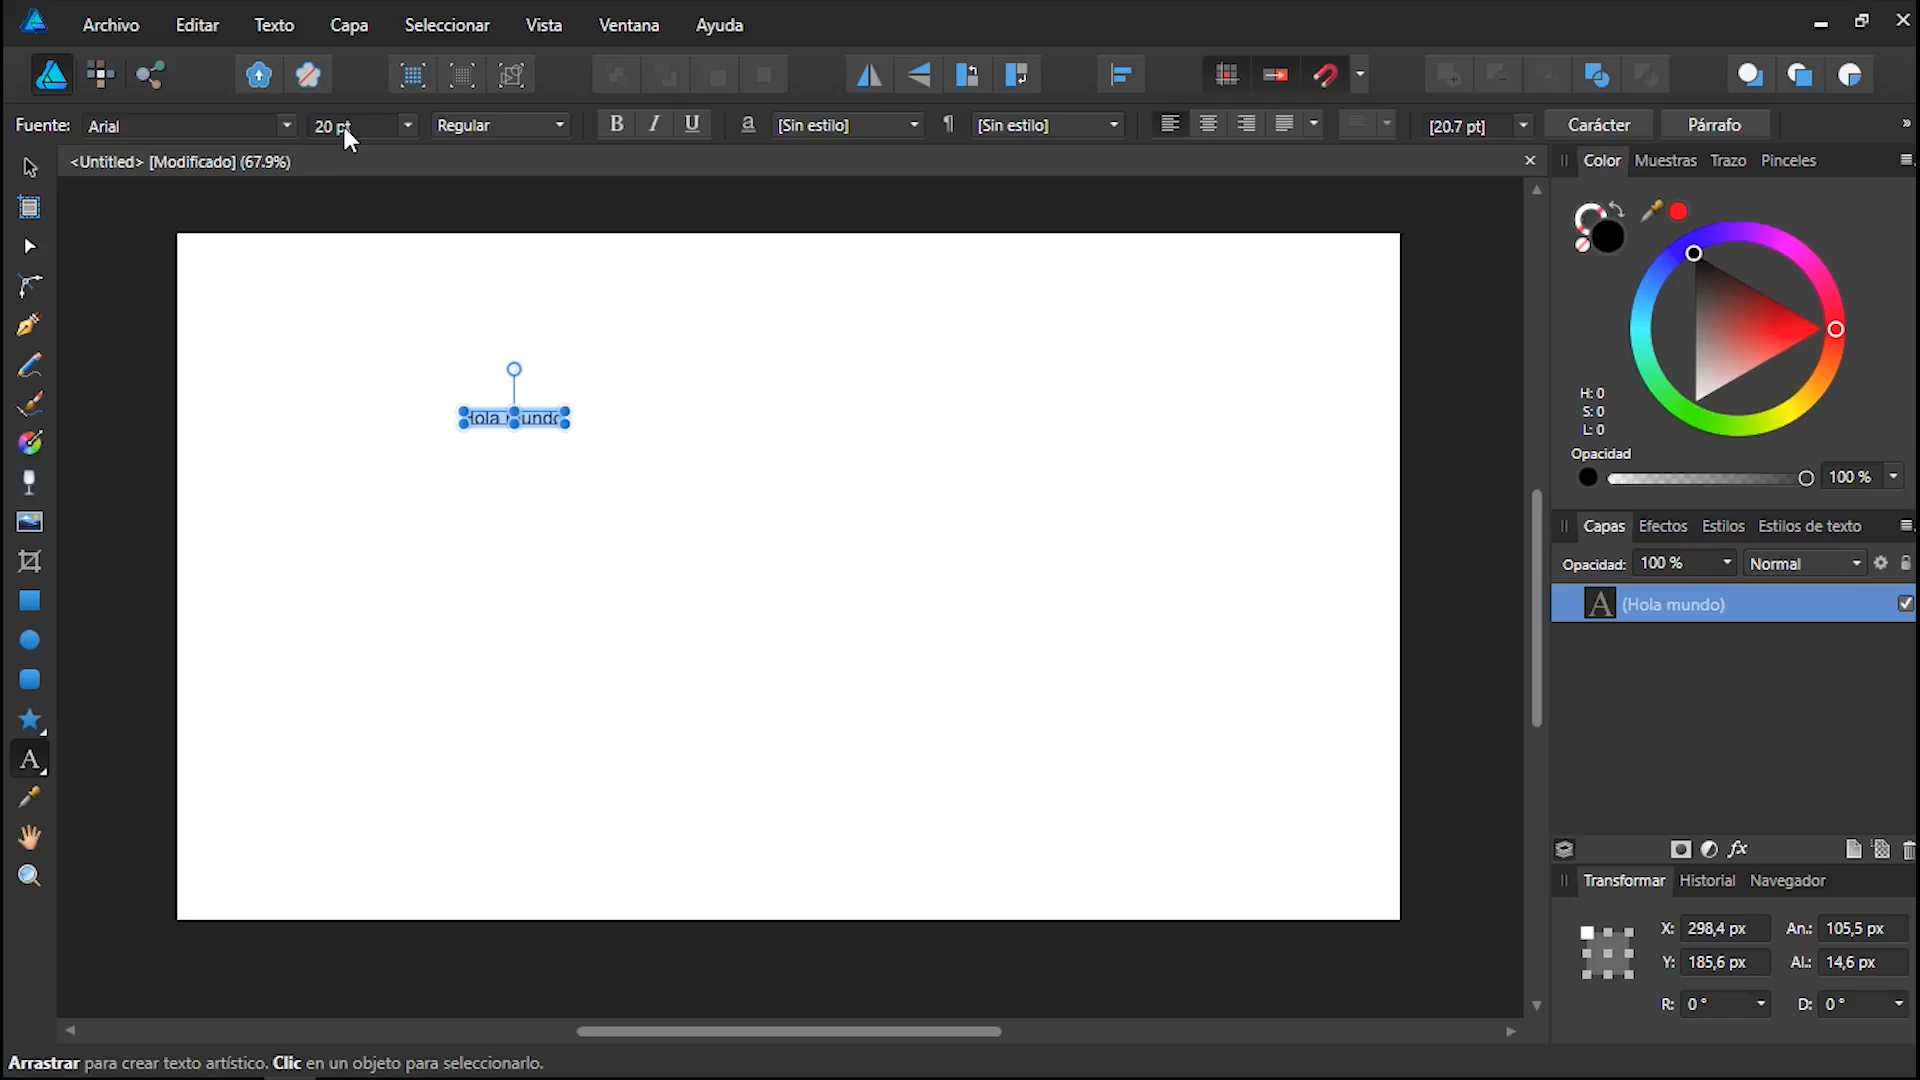 Archivo Editar Texto Capa Seleccionar Vista Ventana Ayuda
Fuente: Arial 20 pt Regular B I U a [Sin estilo] ¶ [Sin estilo] [20.7 pt] Carácter Párrafo »
<Untitled> [Modificado] (67.9%)
Color Muestras Trazo Pinceles
H: 0
S: 0
L: 0
Opacidad
100 %
Hola mundo
Capas Efectos Estilos Estilos de texto
Opacidad: 100 % Normal
A (Hola mundo)
A
fx
Transformar Historial Navegador
X: 298,4 px An.: 105,5 px
Y: 185,6 px Al.: 14,6 px
R: 0 ° D: 0 °
Arrastrar para crear texto artístico. Clic en un objeto para seleccionarlo.